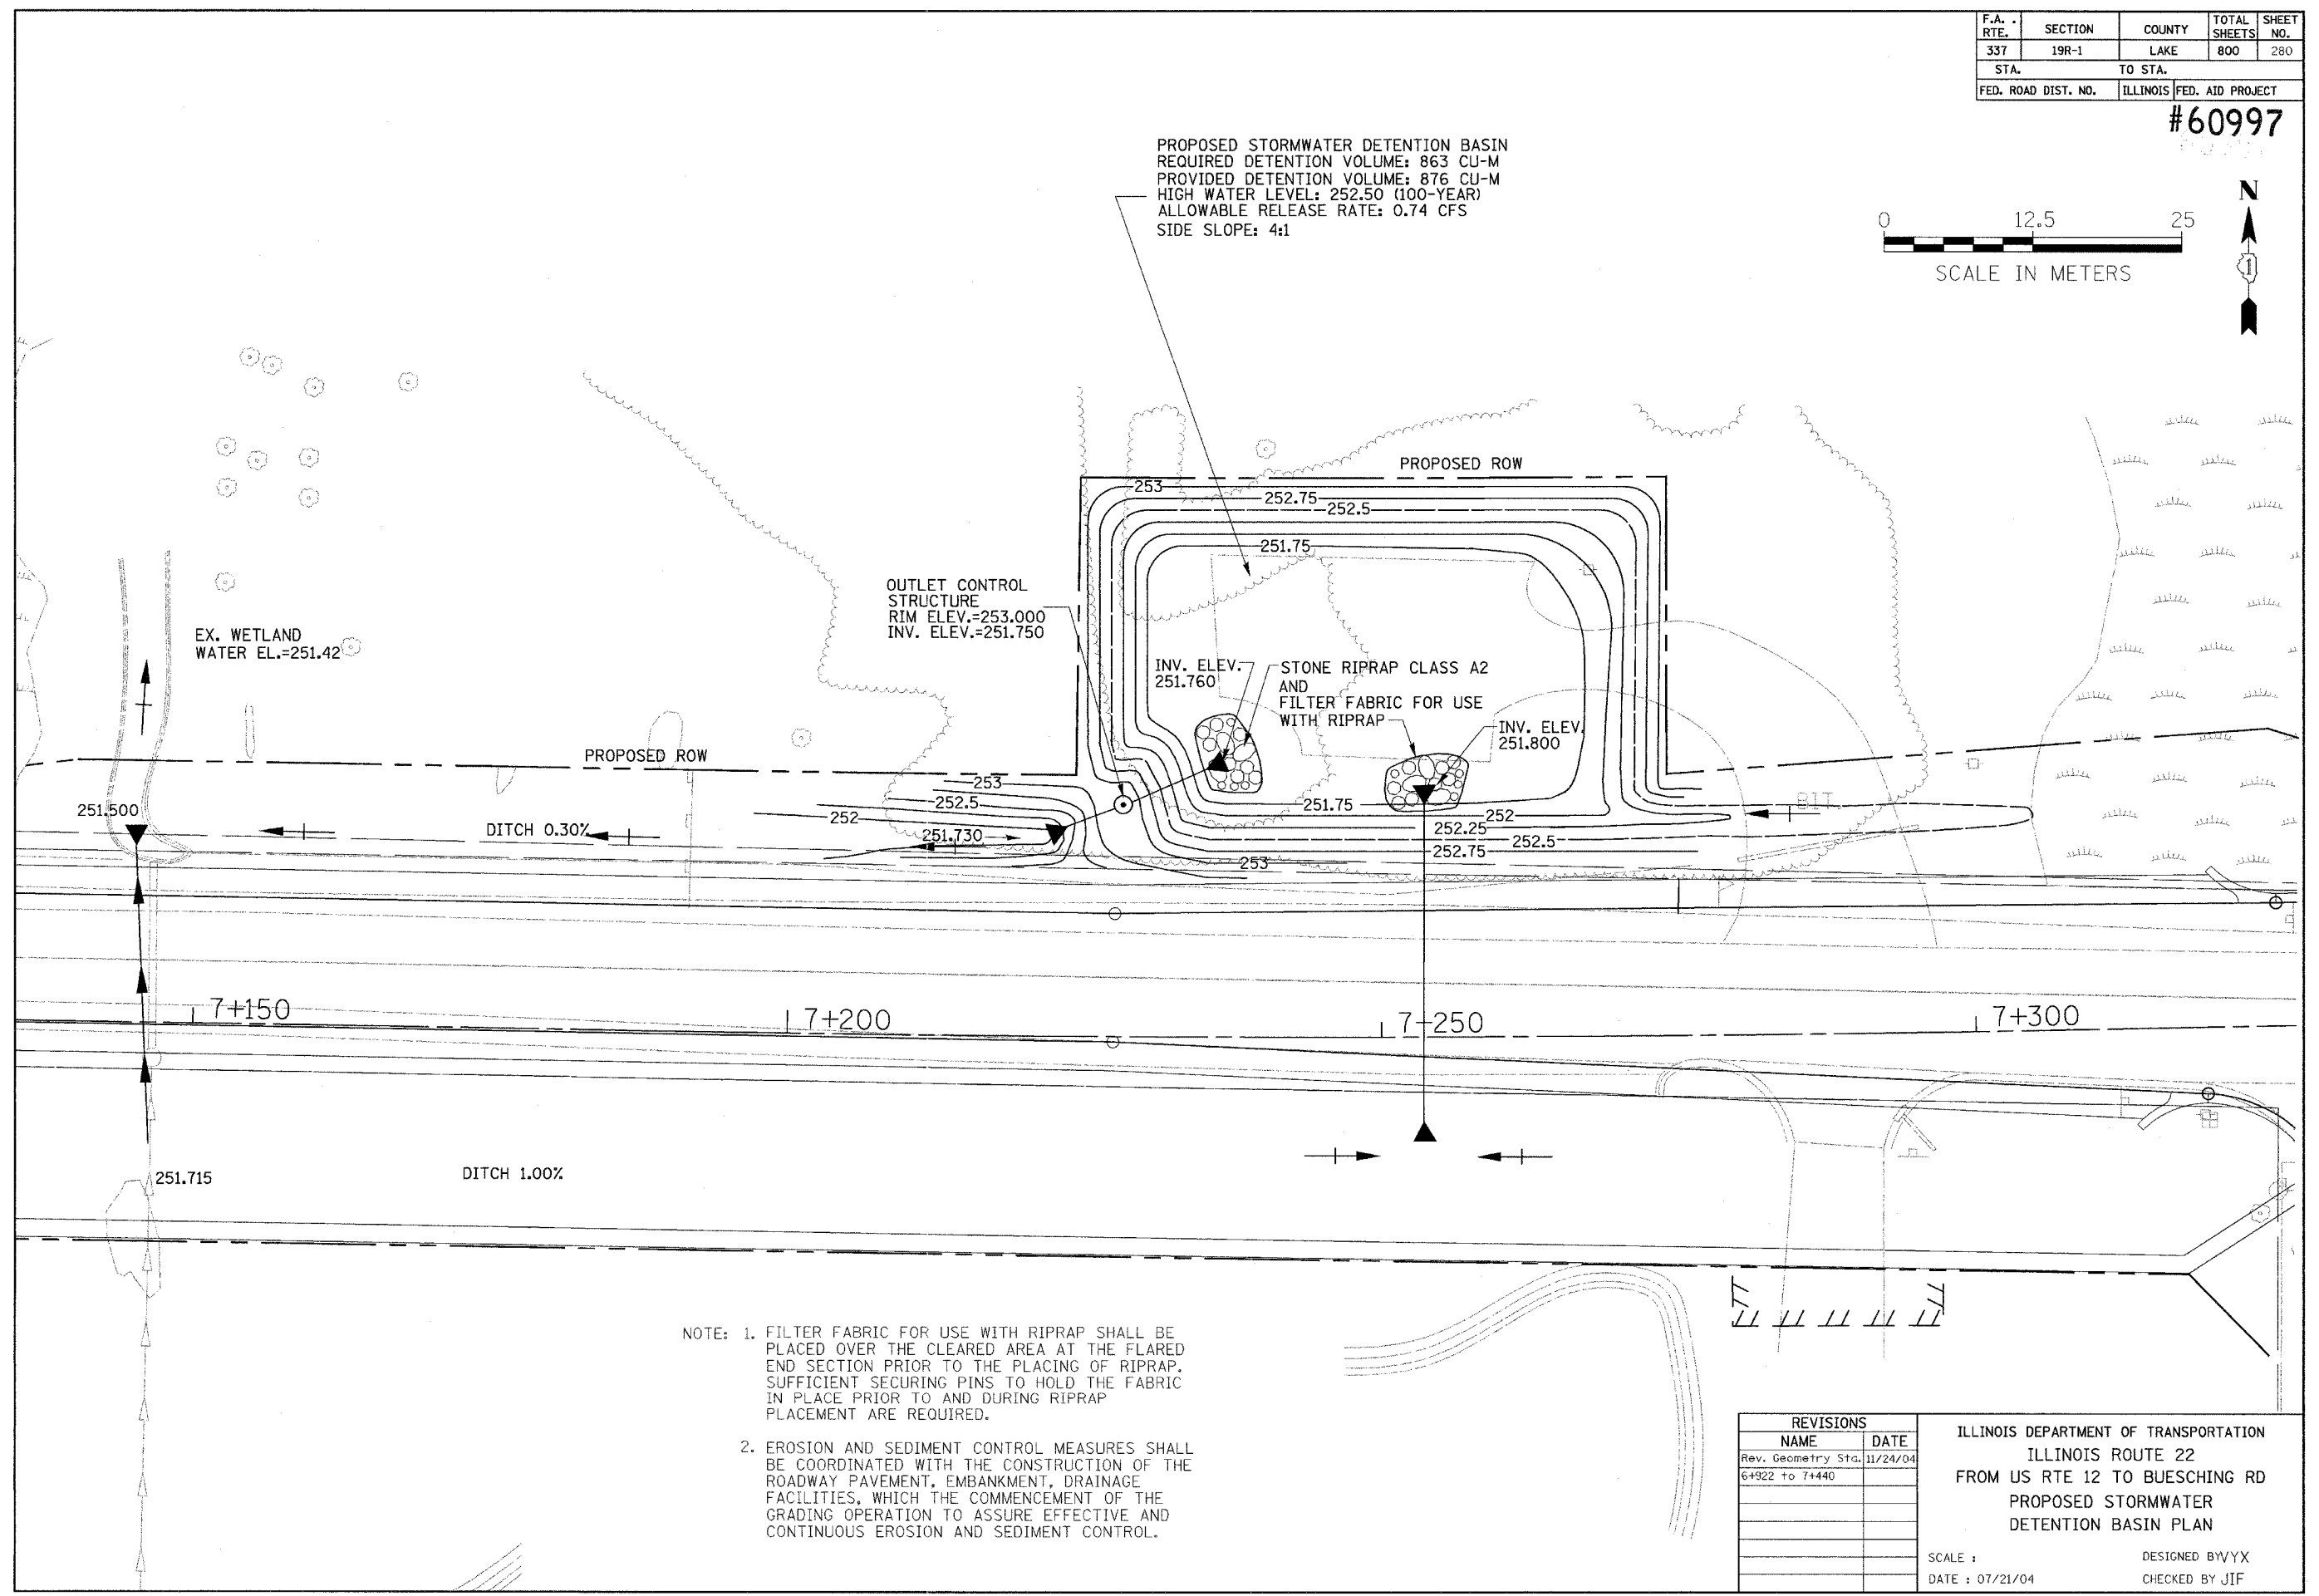 F.A. . RTE. SECTION COUNTY TOTAL SHEETS SHEET NO.
337 19R-1 LAKE 800 280
STA. TO STA.
FED. ROAD DIST. NO. ILLINOIS FED. AID PROJECT
#60997
PROPOSED STORMWATER DETENTION BASIN
REQUIRED DETENTION VOLUME: 863 CU-M
PROVIDED DETENTION VOLUME: 876 CU-M
HIGH WATER LEVEL: 252.50 (100-YEAR)
ALLOWABLE RELEASE RATE: 0.74 CFS
SIDE SLOPE: 4:1
N
0 12.5 25
SCALE IN METERS
1
PROPOSED ROW
253
252.75
252.5
251.75
OUTLET CONTROL
STRUCTURE
RIM ELEV.=253.000
INV. ELEV.=251.750
EX. WETLAND
WATER EL.=251.42
INV. ELEV.
251.760
STONE RIPRAP CLASS A2
AND
FILTER FABRIC FOR USE
WITH RIPRAP
INV. ELEV.
251.800
PROPOSED ROW
253
252.5
252
251.730
251.500
DITCH 0.30%
251.75
252
252.25
252.5
252.75
253
BIT.
7+150
7+200
7+250
7+300
251.715
DITCH 1.00%
NOTE: 1. FILTER FABRIC FOR USE WITH RIPRAP SHALL BE
PLACED OVER THE CLEARED AREA AT THE FLARED
END SECTION PRIOR TO THE PLACING OF RIPRAP.
SUFFICIENT SECURING PINS TO HOLD THE FABRIC
IN PLACE PRIOR TO AND DURING RIPRAP
PLACEMENT ARE REQUIRED.
2. EROSION AND SEDIMENT CONTROL MEASURES SHALL
BE COORDINATED WITH THE CONSTRUCTION OF THE
ROADWAY PAVEMENT, EMBANKMENT, DRAINAGE
FACILITIES, WHICH THE COMMENCEMENT OF THE
GRADING OPERATION TO ASSURE EFFECTIVE AND
CONTINUOUS EROSION AND SEDIMENT CONTROL.
REVISIONS
NAME DATE
Rev. Geometry Sta. 11/24/04
6+922 to 7+440
ILLINOIS DEPARTMENT OF TRANSPORTATION
ILLINOIS ROUTE 22
FROM US RTE 12 TO BUESCHING RD
PROPOSED STORMWATER
DETENTION BASIN PLAN
SCALE : DESIGNED BY VYX
DATE : 07/21/04 CHECKED BY JIF